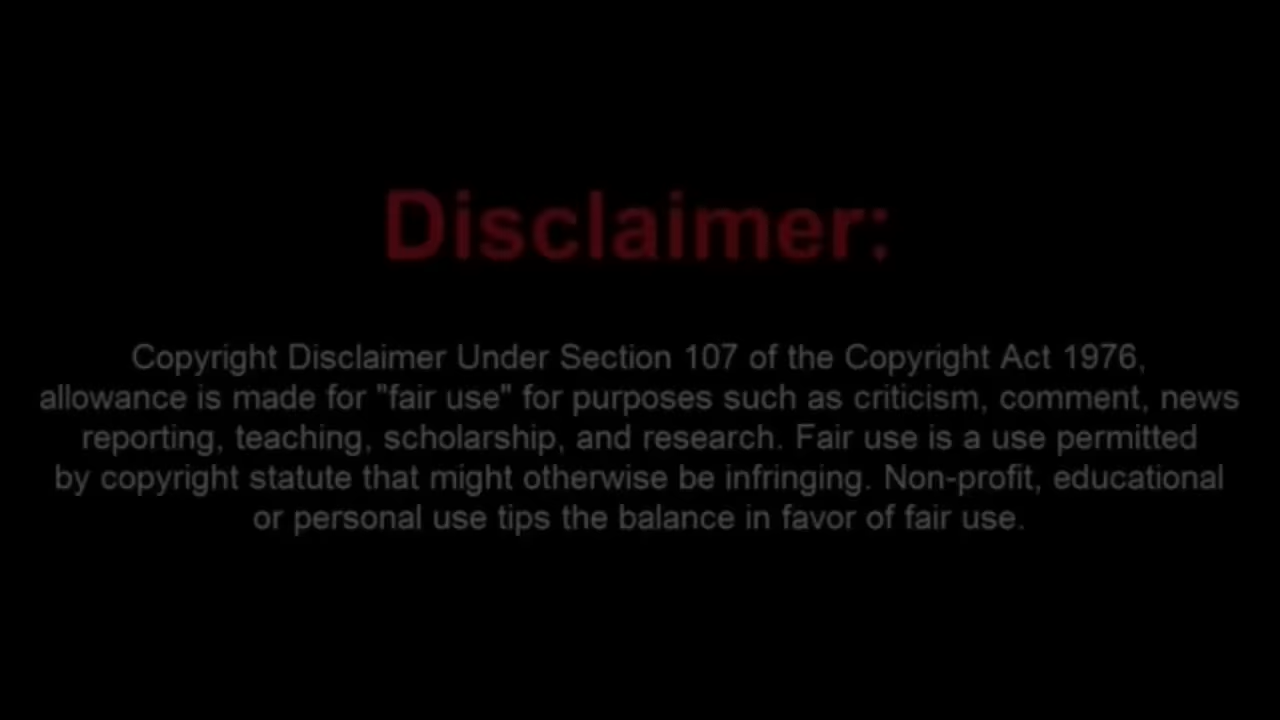 Disclaimer:
Copyright Disclaimer Under Section 107 of the Copyright Act 1976,
allowance is made for "fair use" for purposes such as criticism, comment, news
reporting, teaching, scholarship, and research. Fair use is a use permitted
by copyright statute that might otherwise be infringing. Non-profit, educational
or personal use tips the balance in favor of fair use.